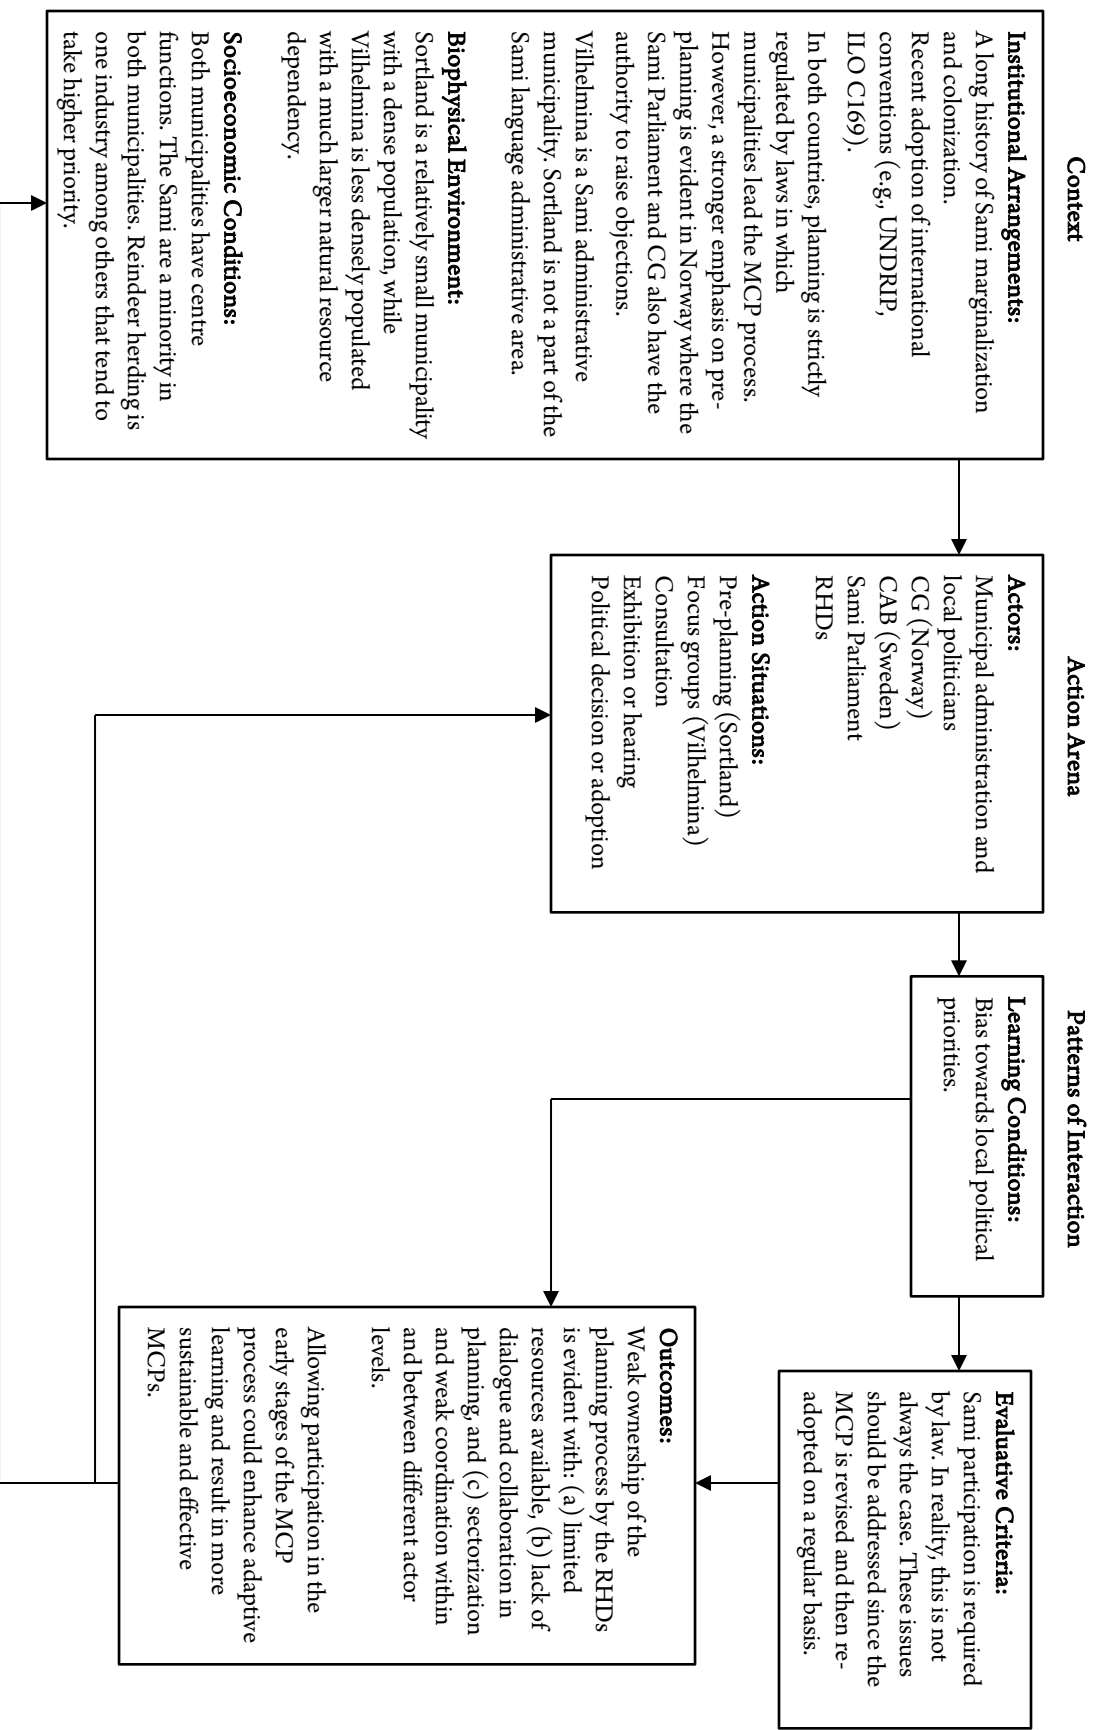 Context
Institutional Arrangements:
A long history of Sami marginalization
and colonization.
Recent adoption of international
conventions (e.g., UNDRIP,
ILO C169).
In both countries, planning is strictly
regulated by laws in which
municipalities lead the MCP process.
However, a stronger emphasis on pre-
planning is evident in Norway where the
Sami Parliament and CG also have the
authority to raise objections.
Vilhelmina is a Sami administrative
municipality. Sortland is not a part of the
Sami language administrative area.
Biophysical Environment:
Sortland is a relatively small municipality
with a dense population, while
Vilhelmina is less densely populated
with a much larger natural resource
dependency.
Socioeconomic Conditions:
Both municipalities have centre
functions. The Sami are a minority in
both municipalities. Reindeer herding is
one industry among others that tend to
take higher priority.
Action Arena
Actors:
Municipal administration and
local politicians
CG (Norway)
CAB (Sweden)
Sami Parliament
RHDs
Action Situations:
Pre-planning (Sortland)
Focus groups (Vilhelmina)
Consultation
Exhibition or hearing
Political decision or adoption
Patterns of Interaction
Learning Conditions:
Bias towards local political
priorities.
Evaluative Criteria:
Sami participation is required
by law. In reality, this is not
always the case. These issues
should be addressed since the
MCP is revised and then re-
adopted on a regular basis.
Outcomes:
Weak ownership of the
planning process by the RHDs
is evident with: (a) limited
resources available, (b) lack of
dialogue and collaboration in
planning, and (c) sectorization
and weak coordination within
and between different actor
levels.
Allowing participation in the
early stages of the MCP
process could enhance adaptive
learning and result in more
sustainable and effective
MCPs.